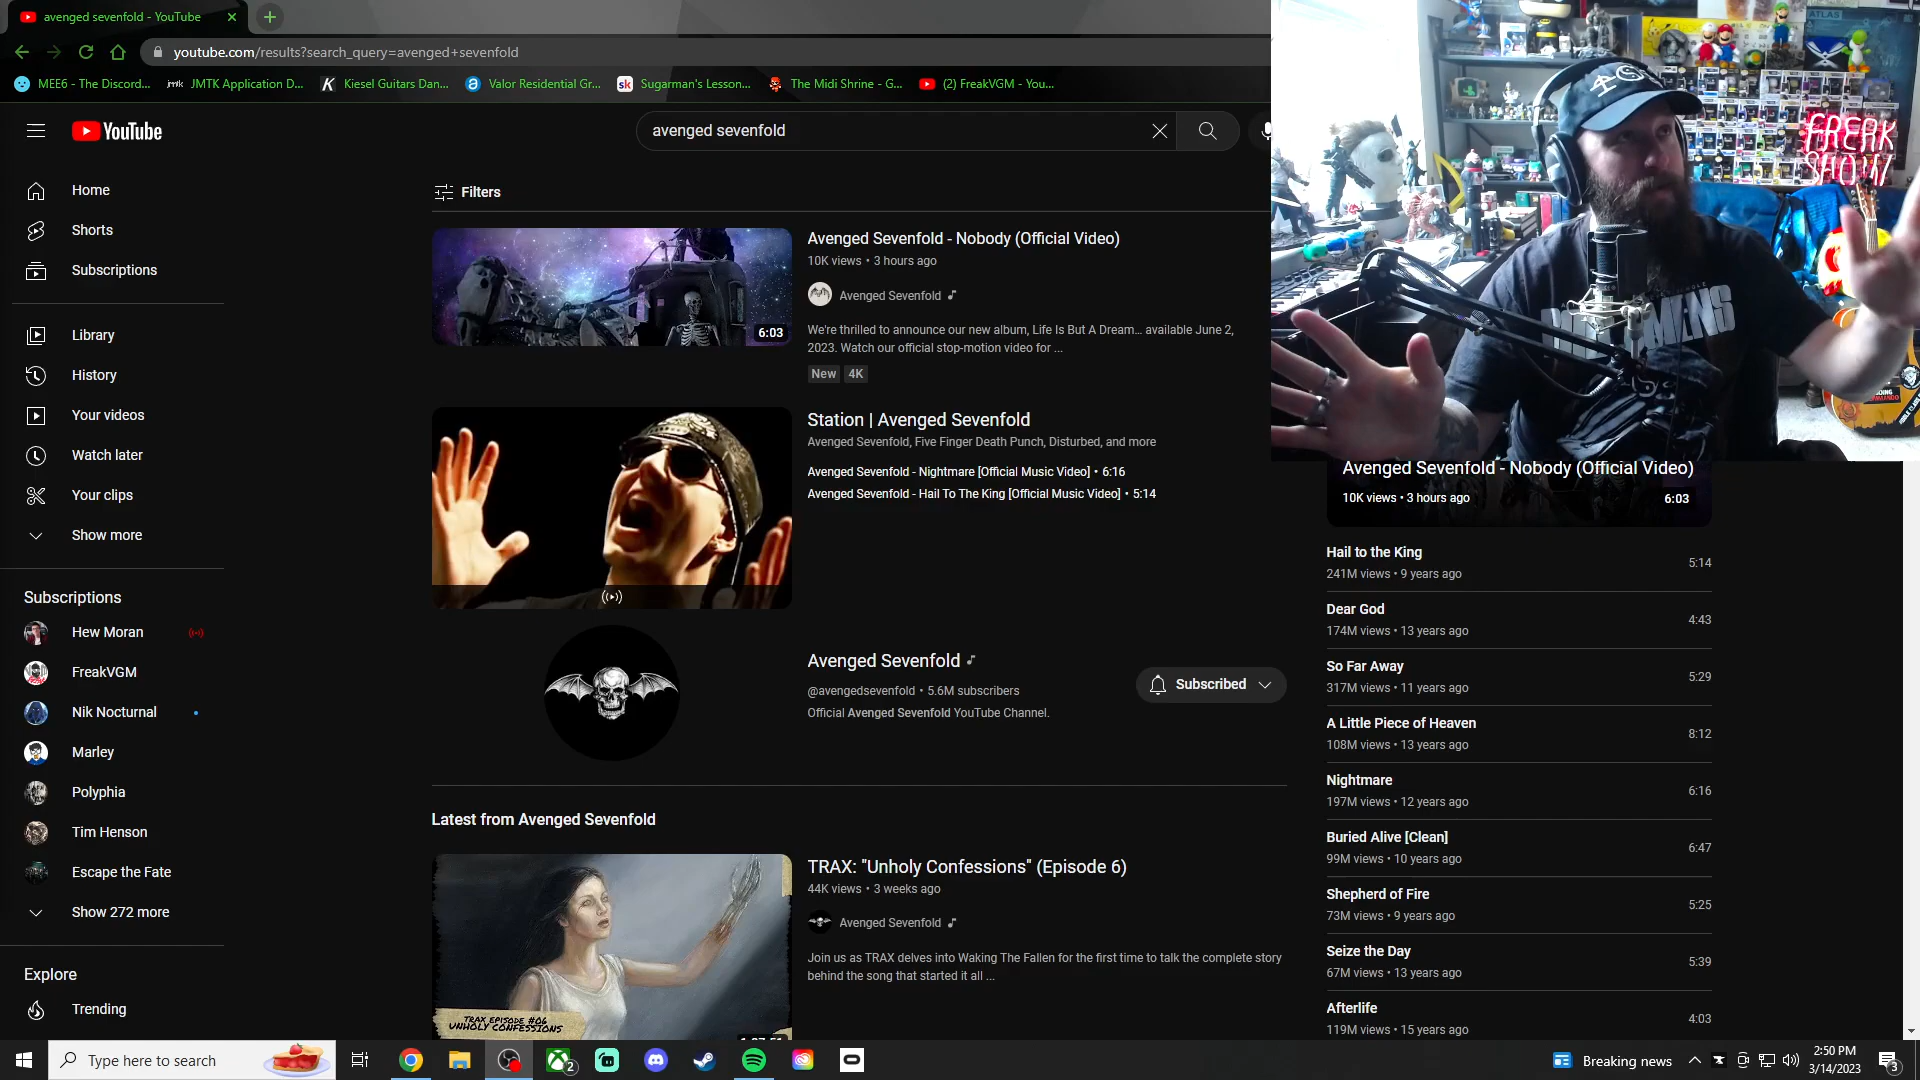 avenged sevenfold - YouTube
youtube.com/results?search_query=avenged+sevenfold
MEE6 - The Discord...
jmtk JMTK Application D...
K Kiesel Guitars Dan...
Valor Residential Gr...
sk Sugarman's Lesson...
The Midi Shrine - G...
(2) FreakVGM - You...
YouTube
avenged sevenfold
Home
Shorts
Subscriptions
Library
History
Your videos
Watch later
Your clips
Show more
Subscriptions
Hew Moran
FreakVGM
Nik Nocturnal
Marley
Polyphia
Tim Henson
Escape the Fate
Show 272 more
Explore
Trending
Filters
6:03
Avenged Sevenfold - Nobody (Official Video)
10K views • 3 hours ago
Avenged Sevenfold
We're thrilled to announce our new album, Life Is But A Dream... available June 2,
2023. Watch our official stop-motion video for ...
New 4K
Station | Avenged Sevenfold
Avenged Sevenfold, Five Finger Death Punch, Disturbed, and more
Avenged Sevenfold - Nightmare [Official Music Video] • 6:16
Avenged Sevenfold - Hail To The King [Official Music Video] • 5:14
Avenged Sevenfold
@avengedsevenfold • 5.6M subscribers
Official Avenged Sevenfold YouTube Channel.
Subscribed
Latest from Avenged Sevenfold
TRAX EPISODE #06
UNHOLY CONFESSIONS
TRAX: "Unholy Confessions" (Episode 6)
44K views • 3 weeks ago
Avenged Sevenfold
Join us as TRAX delves into Waking The Fallen for the first time to talk the complete story
behind the song that started it all ...
ATLAS
FREAK
SHOW
Avenged Sevenfold - Nobody (Official Video)
10K views • 3 hours ago
6:03
Hail to the King
241M views • 9 years ago
5:14
Dear God
174M views • 13 years ago
4:43
So Far Away
317M views • 11 years ago
5:29
A Little Piece of Heaven
108M views • 13 years ago
8:12
Nightmare
197M views • 12 years ago
6:16
Buried Alive [Clean]
99M views • 10 years ago
6:47
Shepherd of Fire
73M views • 9 years ago
5:25
Seize the Day
67M views • 13 years ago
5:39
Afterlife
119M views • 15 years ago
4:03
Type here to search
2
Breaking news
2:50 PM
3/14/2023
3